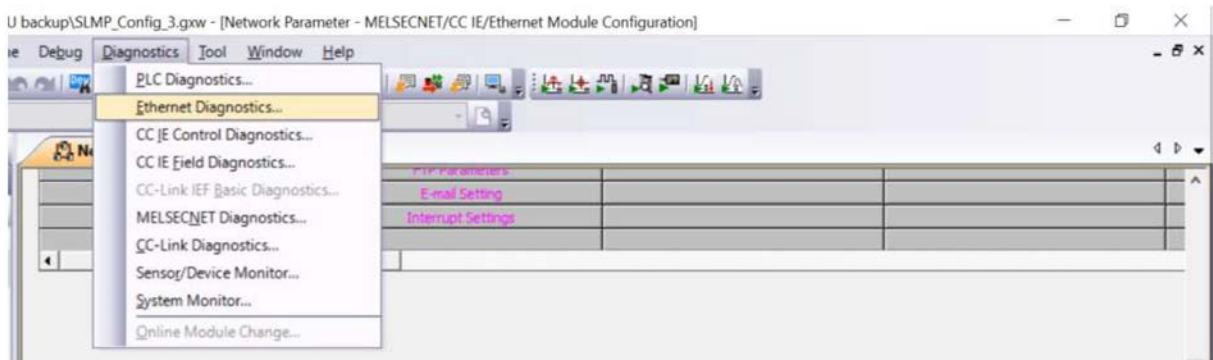 U backup\SLMP_Config_3.gxw - [Network Parameter - MELSECNET/CC IE/Ethernet Module Configuration]
Debug Diagnostics Tool Window Help
PLC Diagnostics...
Ethernet Diagnostics...
CC IE Control Diagnostics...
CC IE Field Diagnostics...
CC-Link IEF Basic Diagnostics...
MELSECNET Diagnostics...
CC-Link Diagnostics...
Sensor/Device Monitor...
System Monitor...
Online Module Change...
FTP Parameters
E-mail Setting
Interrupt Settings